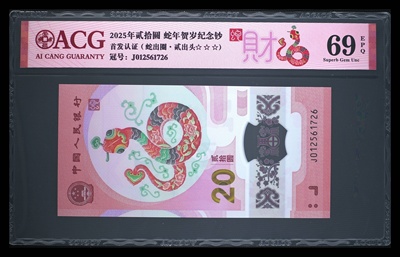 ACG
AI CANG GUARANTY
2025年贰拾圆 蛇年贺岁纪念钞
首发认证（蛇出圈·贰出头☆☆☆）
冠号: J012561726
財
69
EPQ
Superb Gem Unc
中国人民银行
贰拾圆
20
J012561726